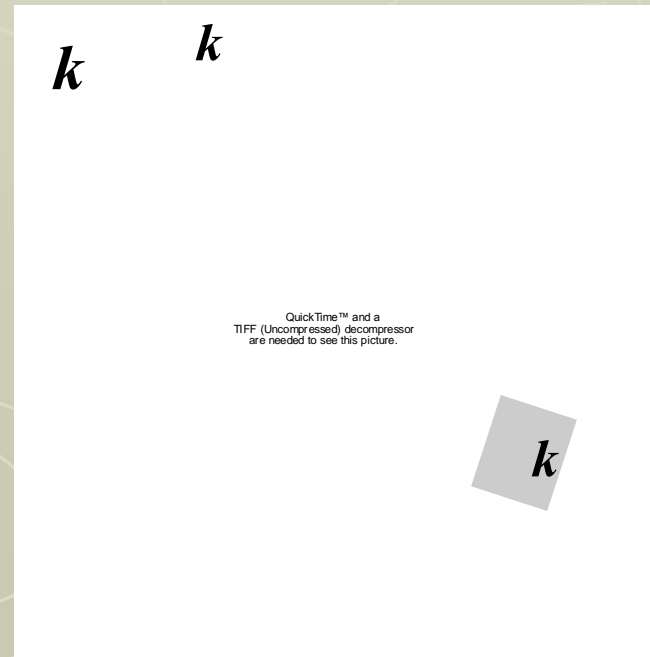 k
k
QuickTime™ and a
TIFF (Uncompressed) decompressor
are needed to see this picture.
k